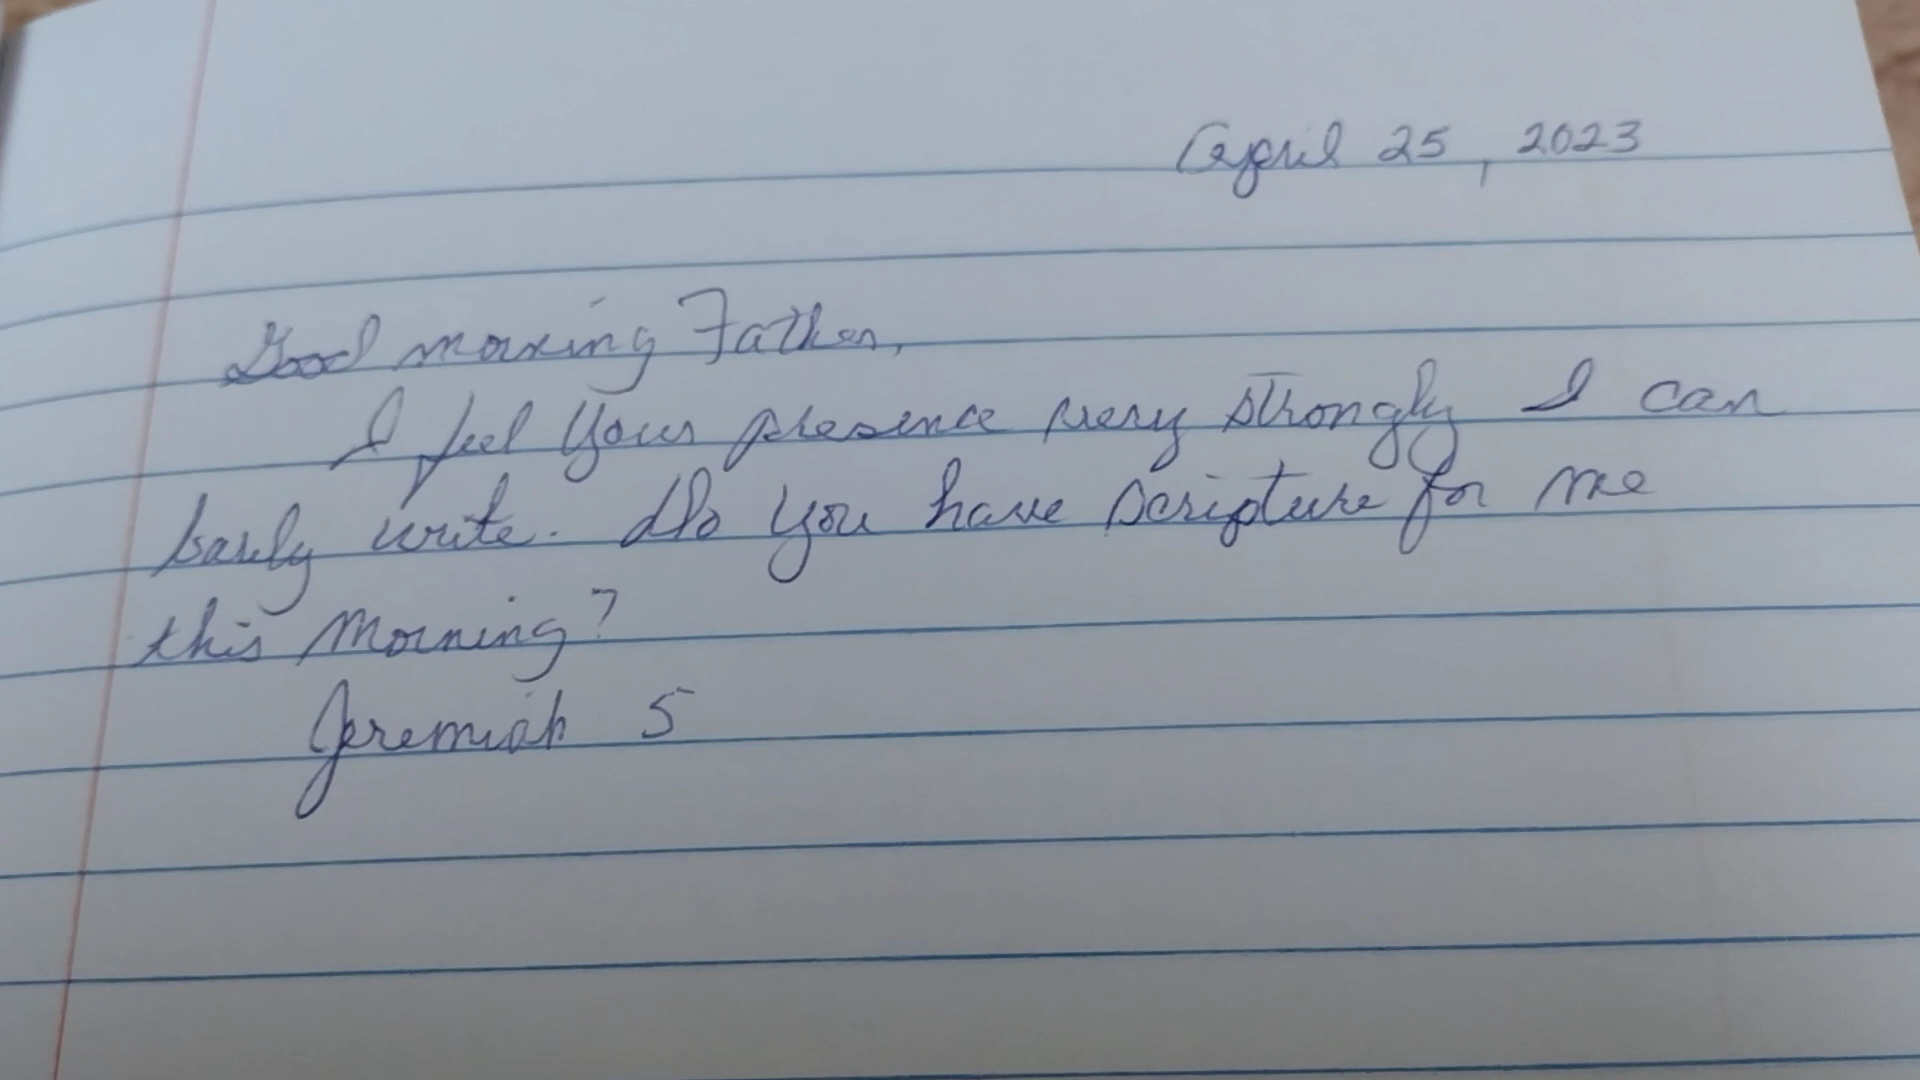 April 25, 2023
Good morning Father,
I feel Your presence very strongly I can
barely write. Do You have scripture for me
this morning?
Jeremiah 5